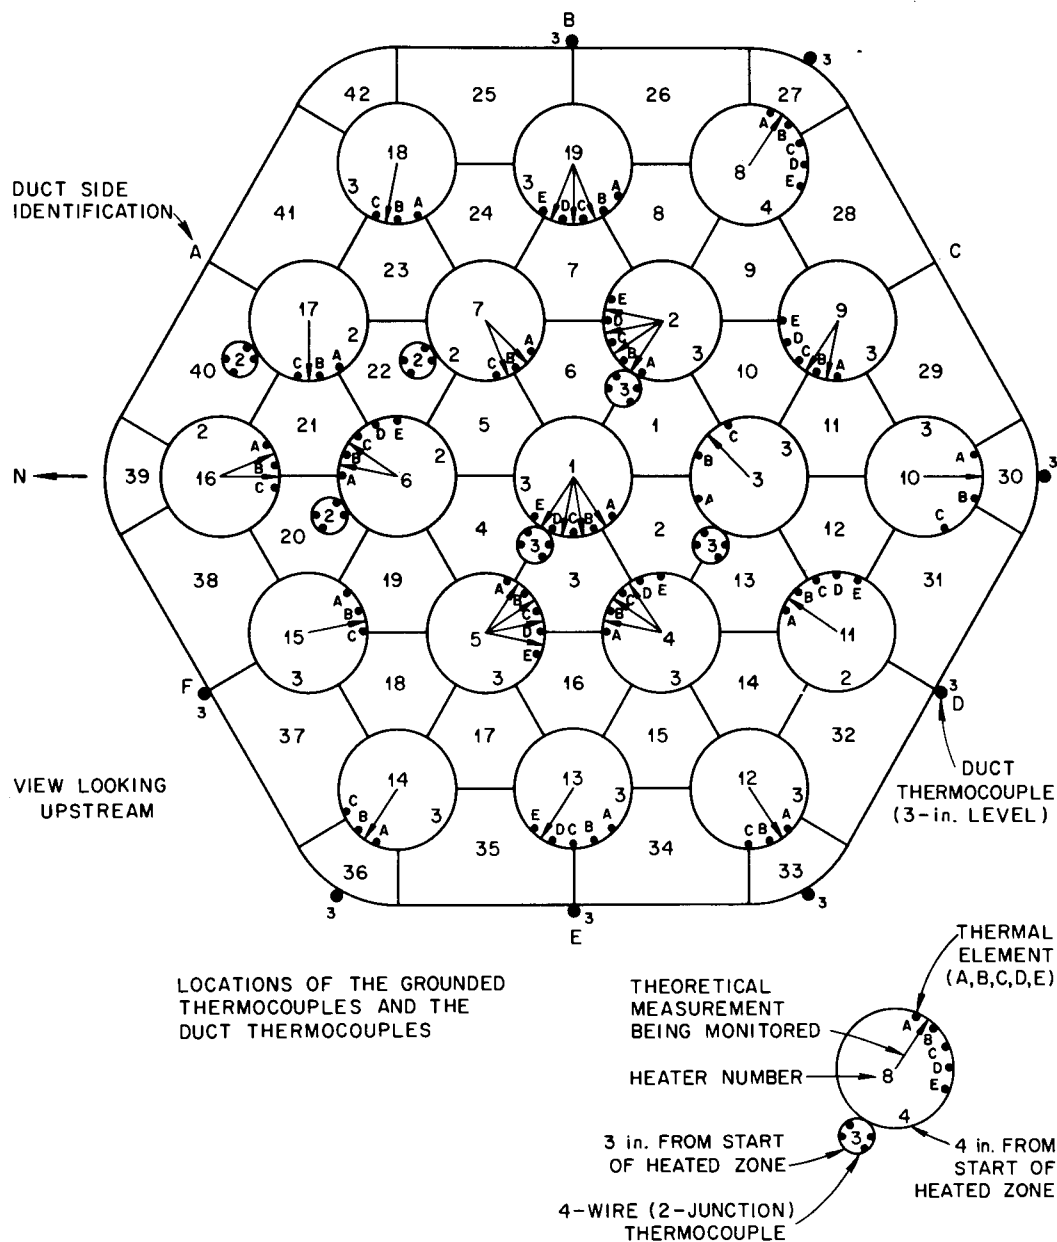 B
3
3
42
25
26
27
A
B
C
D
E
8
4
18
3
C
B
A
19
3
E
D
C
B
A
DUCT SIDE
IDENTIFICATION
41
24
8
28
A
C
23
7
9
17
2
C
B
A
7
2
C
B
A
E
D
C
B
A
2
3
E
D
C
B
A
9
3
40
2
22
2
6
3
10
29
21
5
1
11
N
39
2
16
A
B
C
E
D
C
B
A
6
2
1
3
E
D
C
B
A
C
B
A
3
3
3
10
A
B
C
30
3
20
2
4
3
2
3
12
38
19
3
13
31
A
B
C
15
3
A
B
C
D
E
5
3
E
D
C
B
A
4
3
A
B
C
D
E
11
2
F
3
18
16
14
3
D
37
17
15
32
VIEW LOOKING
UPSTREAM
DUCT
THERMOCOUPLE
(3-in. LEVEL)
14
3
C
B
A
13
3
E
D
C
B
A
12
3
C
B
A
36
35
34
33
3
3
3
E
LOCATIONS OF THE GROUNDED
THERMOCOUPLES AND THE
DUCT THERMOCOUPLES
THERMAL
ELEMENT
(A,B,C,D,E)
THEORETICAL
MEASUREMENT
BEING MONITORED
A
B
C
D
E
HEATER NUMBER
8
4
3
3 in. FROM START
OF HEATED ZONE
4 in. FROM
START OF
HEATED ZONE
4-WIRE (2-JUNCTION)
THERMOCOUPLE